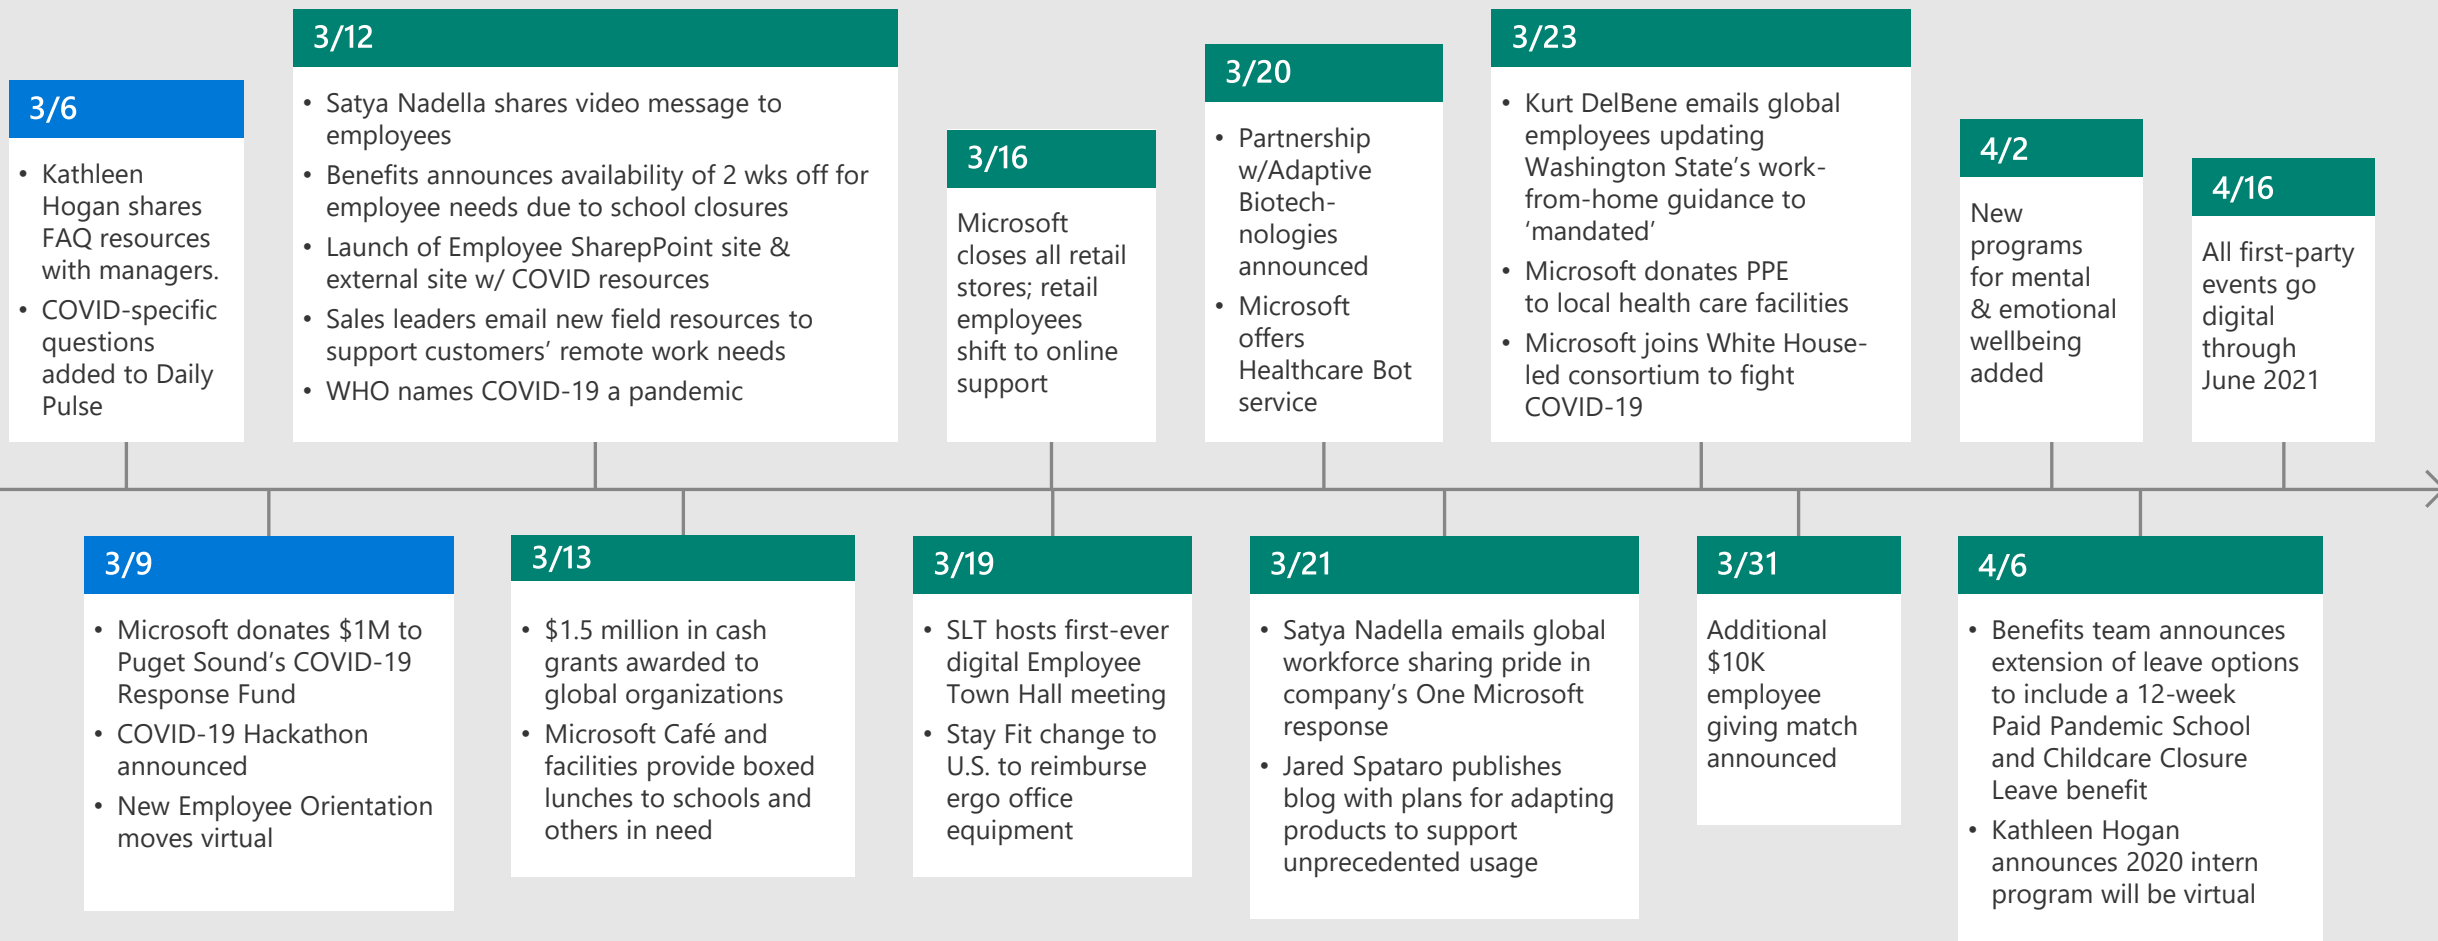 3/6
• Kathleen
Hogan shares
FAQ resources
with managers.
• COVID-specific
questions
added to Daily
Pulse
3/12
• Satya Nadella shares video message to
employees
• Benefits announces availability of 2 wks off for
employee needs due to school closures
• Launch of Employee SharepPoint site &
external site w/ COVID resources
• Sales leaders email new field resources to
support customers’ remote work needs
• WHO names COVID-19 a pandemic
3/16
Microsoft
closes all retail
stores; retail
employees
shift to online
support
3/20
• Partnership
w/Adaptive
Biotech-
nologies
announced
• Microsoft
offers
Healthcare Bot
service
3/23
• Kurt DelBene emails global
employees updating
Washington State’s work-
from-home guidance to
‘mandated’
• Microsoft donates PPE
to local health care facilities
• Microsoft joins White House-
led consortium to fight
COVID-19
4/2
New
programs
for mental
& emotional
wellbeing
added
4/16
All first-party
events go
digital
through
June 2021
3/9
• Microsoft donates $1M to
Puget Sound’s COVID-19
Response Fund
• COVID-19 Hackathon
announced
• New Employee Orientation
moves virtual
3/13
• $1.5 million in cash
grants awarded to
global organizations
• Microsoft Café and
facilities provide boxed
lunches to schools and
others in need
3/19
• SLT hosts first-ever
digital Employee
Town Hall meeting
• Stay Fit change to
U.S. to reimburse
ergo office
equipment
3/21
• Satya Nadella emails global
workforce sharing pride in
company’s One Microsoft
response
• Jared Spataro publishes
blog with plans for adapting
products to support
unprecedented usage
3/31
Additional
$10K
employee
giving match
announced
4/6
• Benefits team announces
extension of leave options
to include a 12-week
Paid Pandemic School
and Childcare Closure
Leave benefit
• Kathleen Hogan
announces 2020 intern
program will be virtual